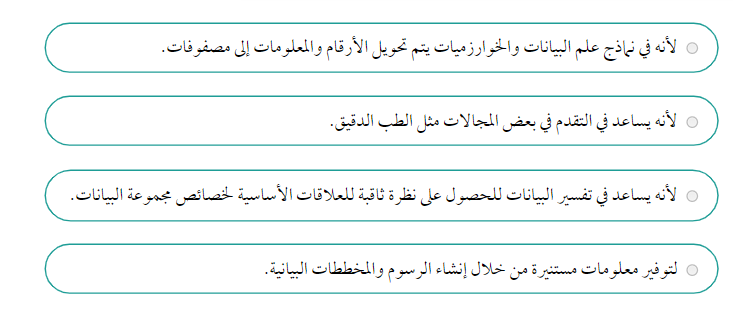 لأنه في نماذج علم البيانات والخوارزميات يتم تحويل الأرقام والمعلومات إلى مصفوفات.
لأنه يساعد في التقدم في بعض المجالات مثل الطب الدقيق.
لأنه يساعد في تفسير البيانات للحصول على نظرة ثاقبة للعلاقات الأساسية لخصائص مجموعة البيانات.
لتوفير معلومات مستنيرة من خلال إنشاء الرسوم والمخططات البيانية.